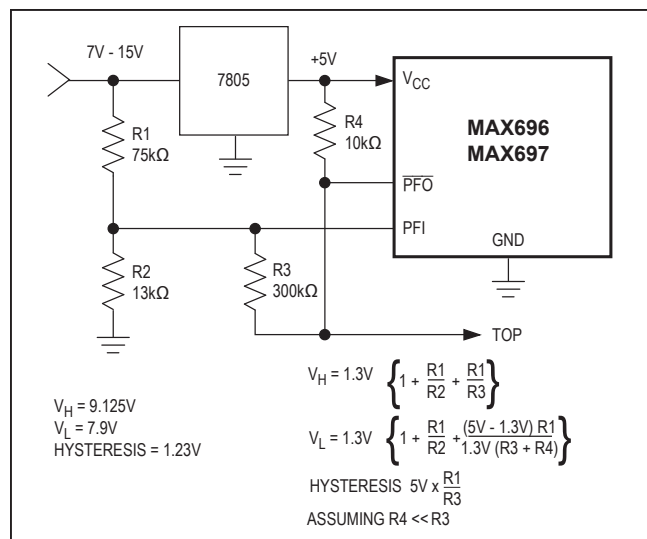 7V - 15V
7805
+5V
R1
75kΩ
R4
10kΩ
VCC
MAX696
MAX697
PFO
PFI
GND
R2
13kΩ
R3
300kΩ
TOP
VH = 9.125V
VL = 7.9V
HYSTERESIS = 1.23V
VH = 1.3V {1 + R1/R2 + R1/R3}
VL = 1.3V {1 + R1/R2 + (5V - 1.3V) R1/1.3V (R3 + R4)}
HYSTERESIS 5V x R1/R3
ASSUMING R4 << R3